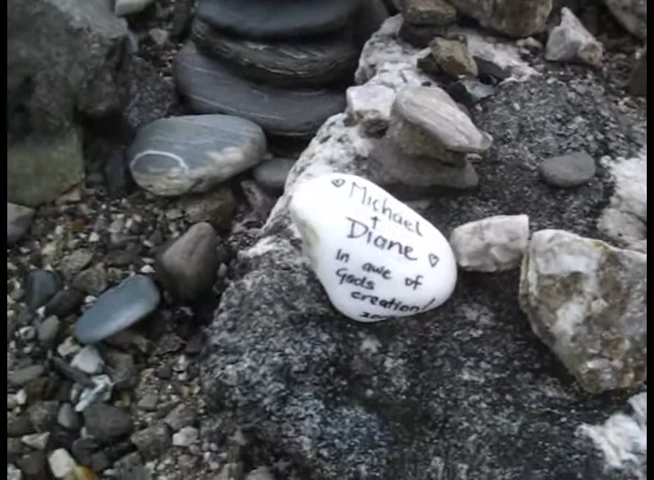 ♡ Michael
+
Diane ♡
In awe of
Gods
creation!